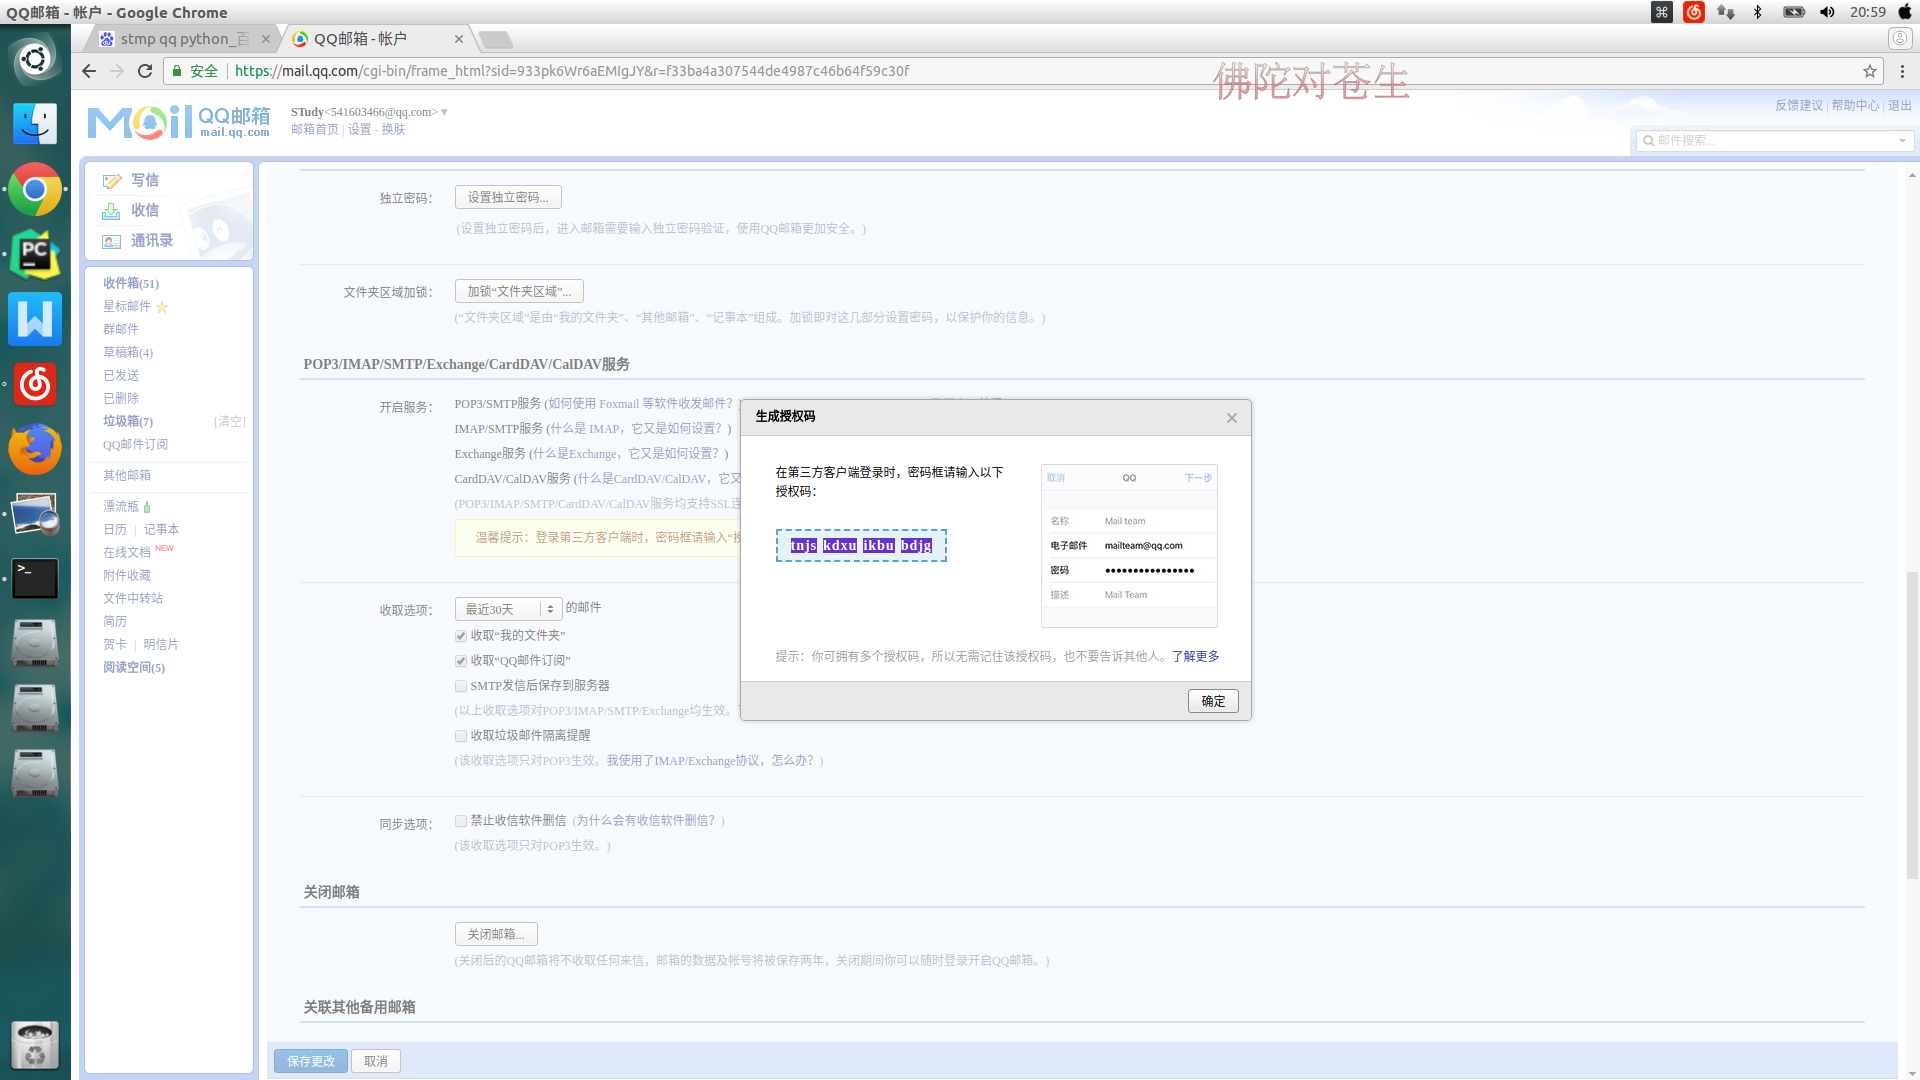 QQ邮箱 - 帐户 - Google Chrome
20:59
stmp qq python_百
QQ邮箱 - 帐户
安全
https://mail.qq.com/cgi-bin/frame_html?sid=933pk6Wr6aEMIgJY&r=f33ba4a307544de4987c46b64f59c30f
佛陀对苍生
Mail QQ邮箱
mail.qq.com
STudy<541603466@qq.com>
邮箱首页 | 设置 - 换肤
反馈建议 | 帮助中心 | 退出
邮件搜索...
写信
收信
通讯录
收件箱(51)
星标邮件
群邮件
草稿箱(4)
已发送
已删除
垃圾箱(7) [清空]
QQ邮件订阅
其他邮箱
漂流瓶
日历 | 记事本
在线文档 NEW
附件收藏
文件中转站
简历
贺卡 | 明信片
阅读空间(5)
独立密码： 设置独立密码...
(设置独立密码后，进入邮箱需要输入独立密码验证，使用QQ邮箱更加安全。)
文件夹区域加锁： 加锁“文件夹区域”...
(“文件夹区域”是由“我的文件夹”、“其他邮箱”、“记事本”组成。加锁即对这几部分设置密码，以保护你的信息。)
POP3/IMAP/SMTP/Exchange/CardDAV/CalDAV服务
开启服务： POP3/SMTP服务 (如何使用 Foxmail 等软件收发邮件？)
IMAP/SMTP服务 (什么是 IMAP，它又是如何设置？)
Exchange服务 (什么是Exchange，它又是如何设置？)
CardDAV/CalDAV服务 (什么是CardDAV/CalDAV，它又
(POP3/IMAP/SMTP/CardDAV/CalDAV服务均支持SSL连
温馨提示：登录第三方客户端时，密码框请输入“授
收取选项： 最近30天 的邮件
收取“我的文件夹”
收取“QQ邮件订阅”
SMTP发信后保存到服务器
(以上收取选项对POP3/IMAP/SMTP/Exchange均生效。
收取垃圾邮件隔离提醒
(该收取选项只对POP3生效。我使用了IMAP/Exchange协议，怎么办？)
同步选项： 禁止收信软件删信 (为什么会有收信软件删信？)
(该收取选项只对POP3生效。)
关闭邮箱
关闭邮箱...
(关闭后的QQ邮箱将不收取任何来信，邮箱的数据及帐号将被保存两年，关闭期间你可以随时登录开启QQ邮箱。)
关联其他备用邮箱
保存更改 取消
生成授权码
在第三方客户端登录时，密码框请输入以下
授权码：
tnjs kdxu ikbu bdjg
取消 QQ 下一步
名称 Mail team
电子邮件 mailteam@qq.com
密码 ●●●●●●●●●●●●●●●●
描述 Mail Team
提示：你可拥有多个授权码，所以无需记住该授权码，也不要告诉其他人。了解更多
确定